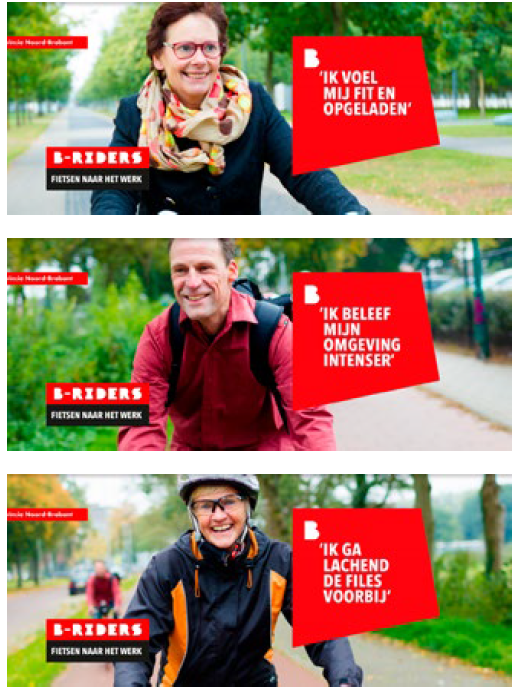 vincie Noord-Brabant
B
'IK VOEL
MIJ FIT EN
OPGELADEN'
B-RIDERS
FIETSEN NAAR HET WERK
vincie Noord-Brabant
B
'IK BELEEF
MIJN
OMGEVING
INTENSER'
B-RIDERS
FIETSEN NAAR HET WERK
vincie Noord-Brabant
B
'IK GA
LACHEND
DE FILES
VOORBIJ'
B-RIDERS
FIETSEN NAAR HET WERK